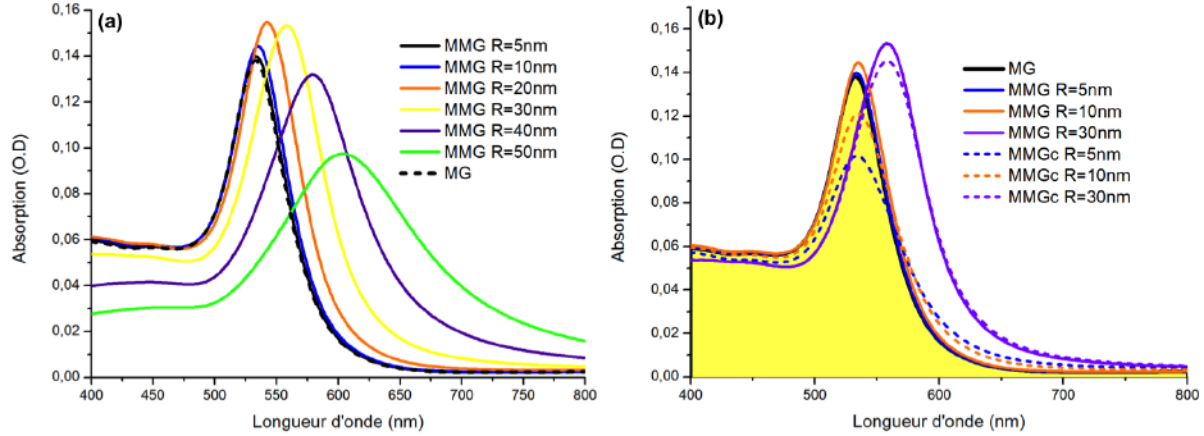 (a)
0,16
0,14
0,12
0,10
0,08
0,06
0,04
0,02
0,00
Absorption (O.D)
MMG R=5nm
MMG R=10nm
MMG R=20nm
MMG R=30nm
MMG R=40nm
MMG R=50nm
MG
400 450 500 550 600 650 700 750 800
Longueur d'onde (nm)
(b)
0,16
0,14
0,12
0,10
0,08
0,06
0,04
0,02
0,00
Absorption (O.D)
MG
MMG R=5nm
MMG R=10nm
MMG R=30nm
MMGc R=5nm
MMGc R=10nm
MMGc R=30nm
400 500 600 700 800
Longueur d'onde (nm)